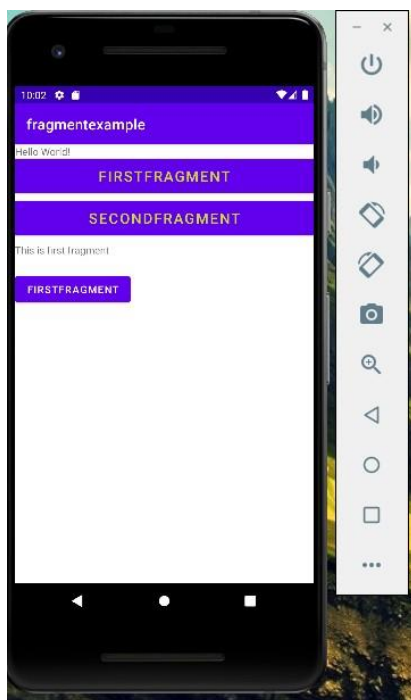 10:02
fragmentexample
Hello World!
FIRSTFRAGMENT
SECONDFRAGMENT
This is first fragment
FIRSTFRAGMENT